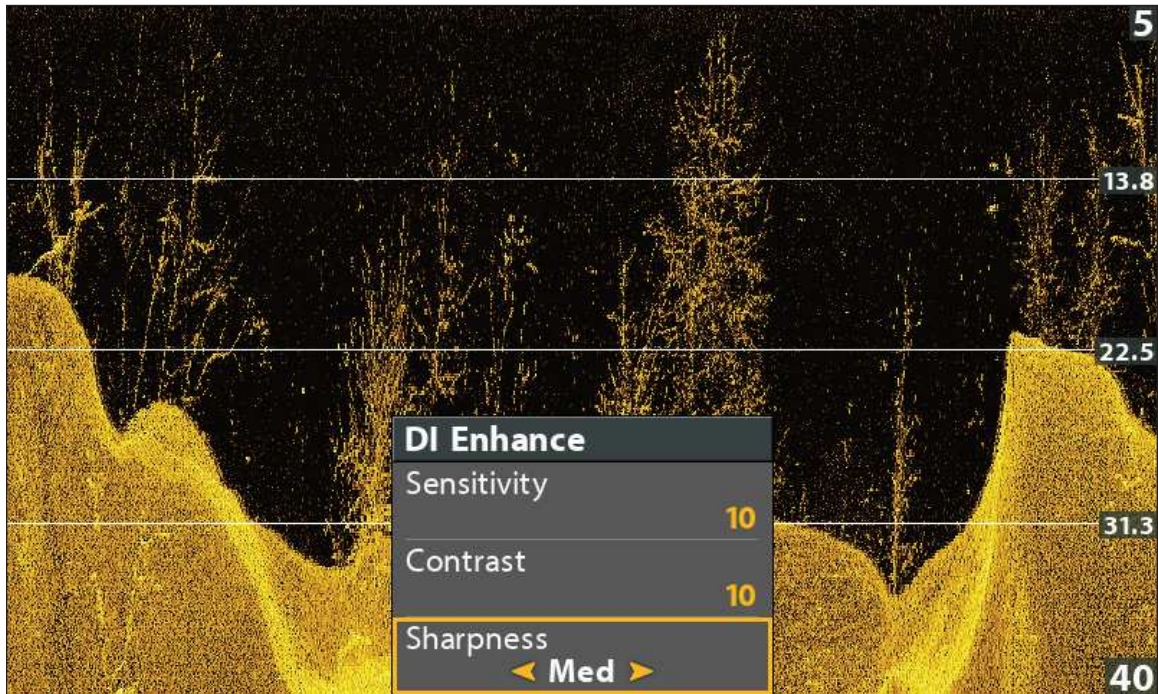 5
13.8
22.5
DI Enhance
Sensitivity
10
31.3
Contrast
10
Sharpness
Med
40